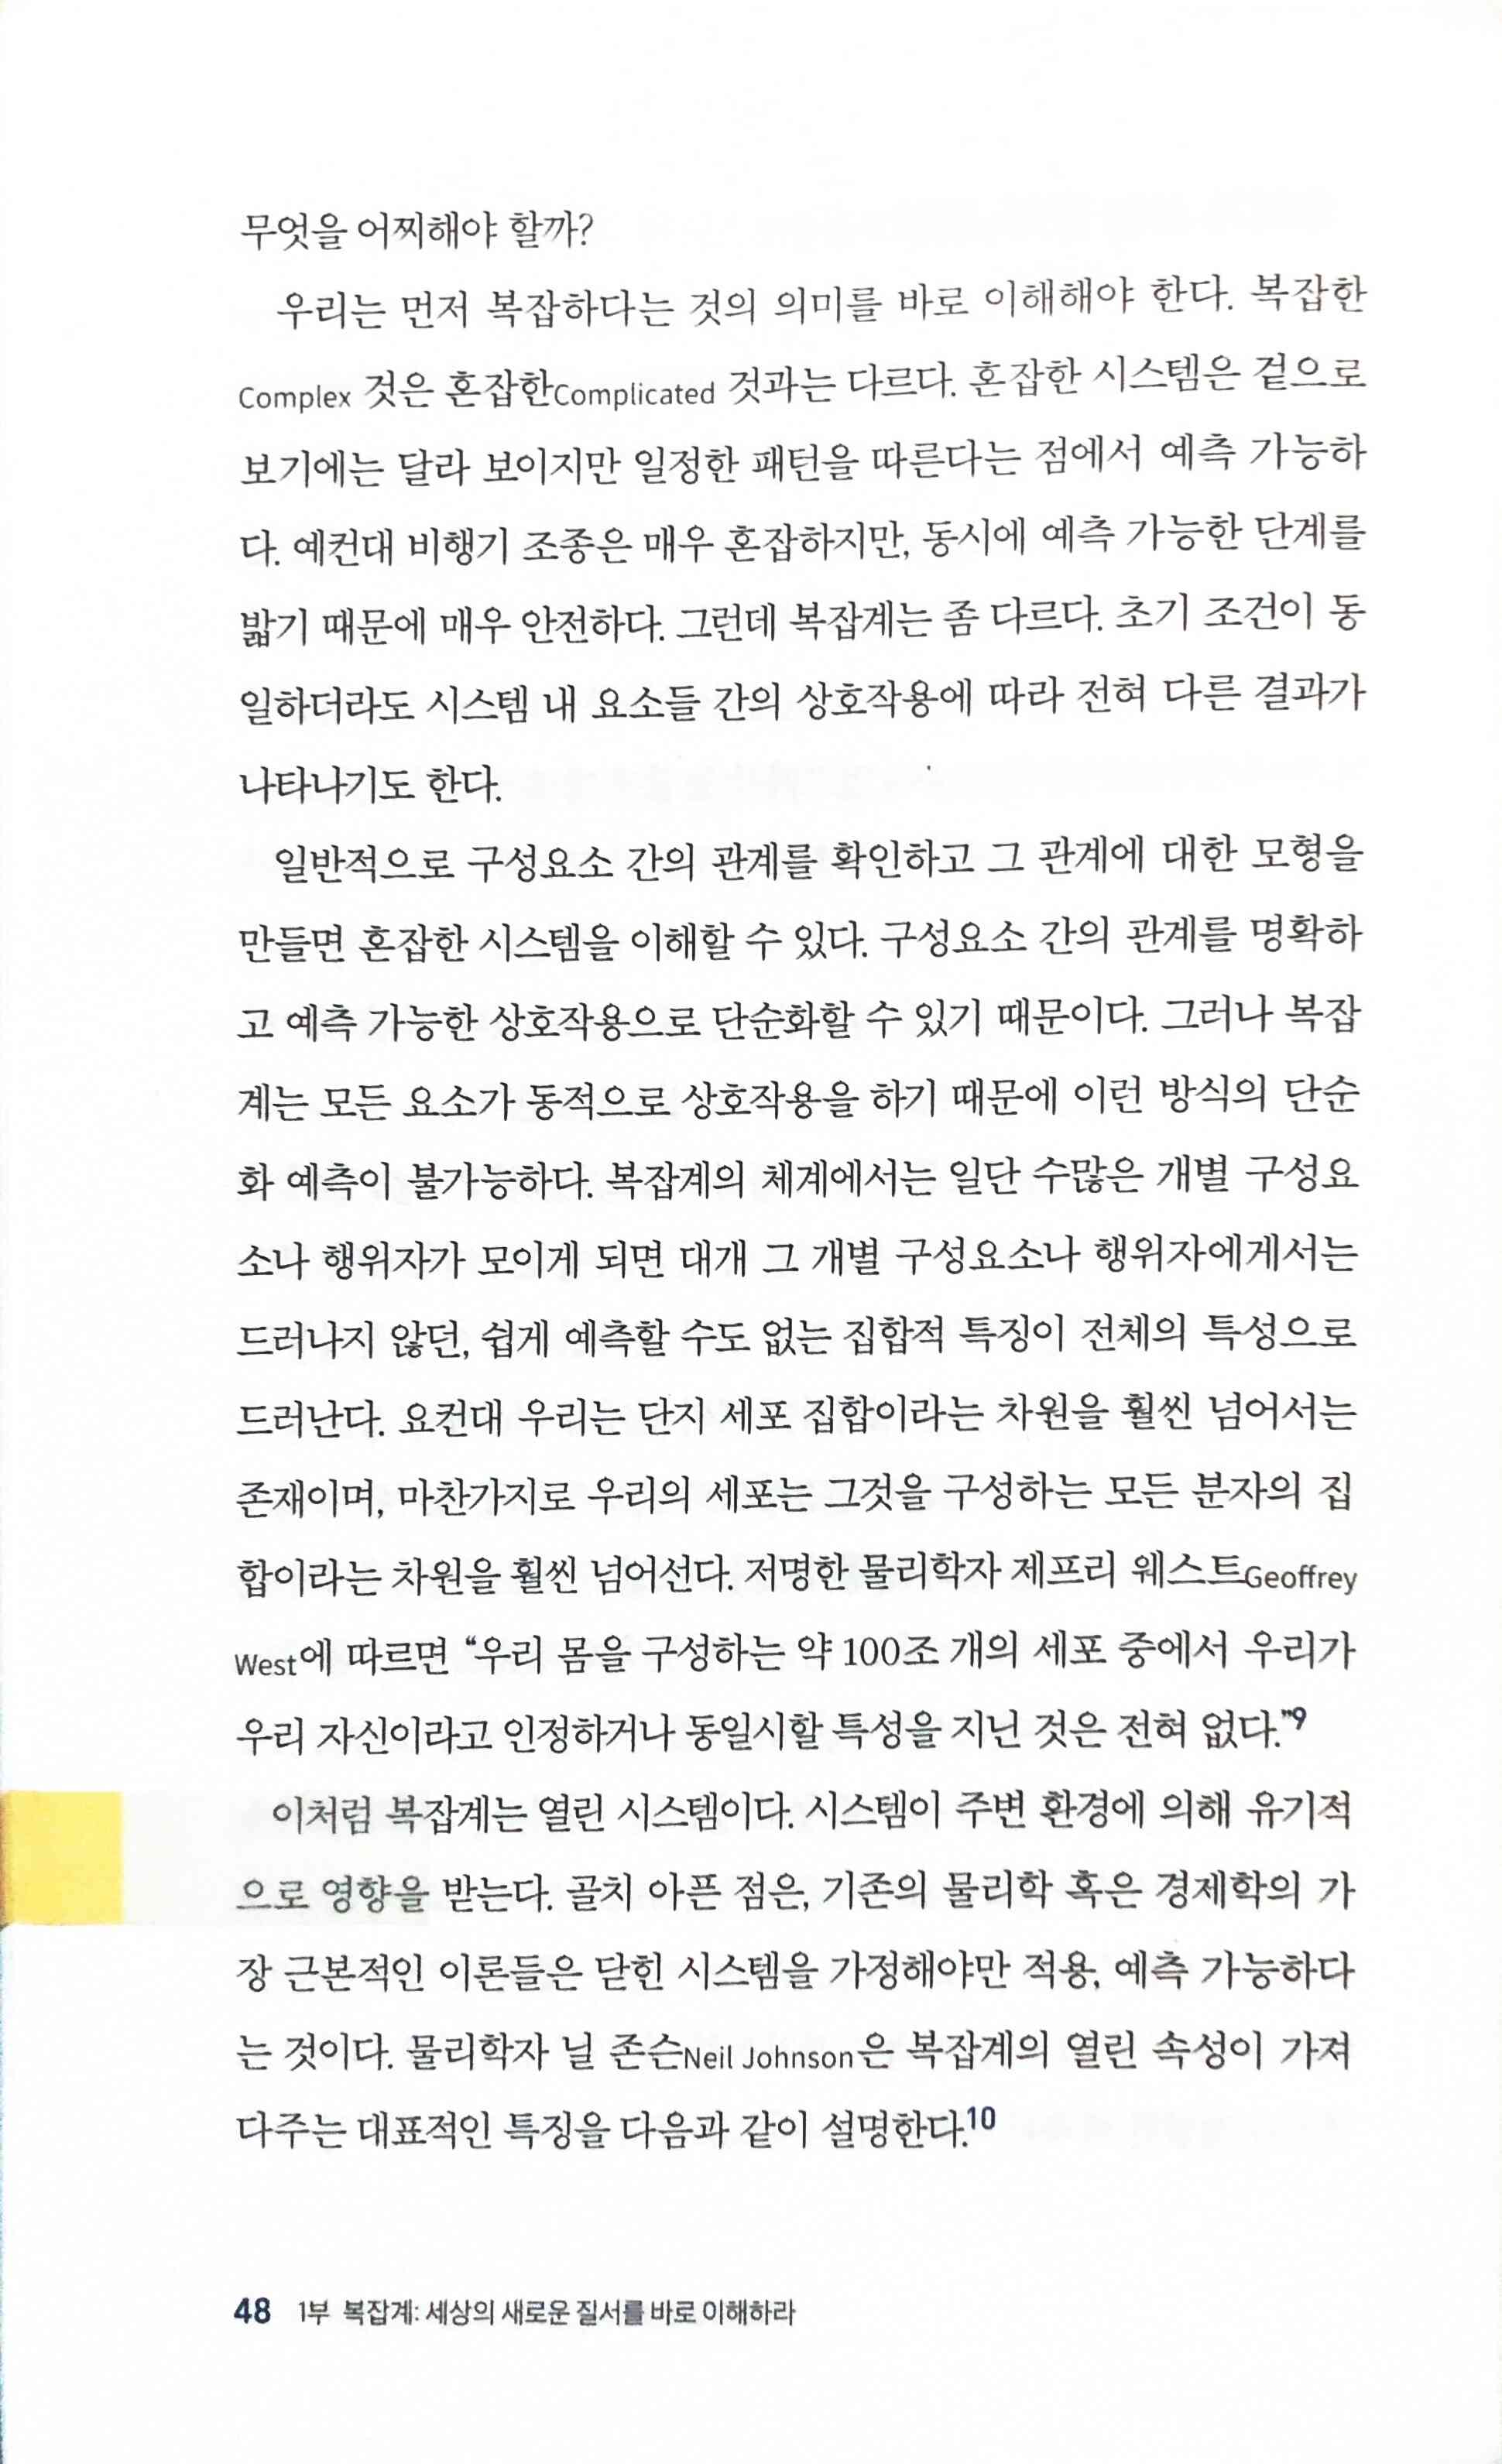 무엇을 어찌해야 할까?
우리는 먼저 복잡하다는 것의 의미를 바로 이해해야 한다. 복잡한
Complex 것은 혼잡한Complicated 것과는 다르다. 혼잡한 시스템은 겉으로
보기에는 달라 보이지만 일정한 패턴을 따른다는 점에서 예측 가능하
다. 예컨대 비행기 조종은 매우 혼잡하지만, 동시에 예측 가능한 단계를
밟기 때문에 매우 안전하다. 그런데 복잡계는 좀 다르다. 초기 조건이 동
일하더라도 시스템 내 요소들 간의 상호작용에 따라 전혀 다른 결과가
나타나기도 한다.
일반적으로 구성요소 간의 관계를 확인하고 그 관계에 대한 모형을
만들면 혼잡한 시스템을 이해할 수 있다. 구성요소 간의 관계를 명확하
고 예측 가능한 상호작용으로 단순화할 수 있기 때문이다. 그러나 복잡
계는 모든 요소가 동적으로 상호작용을 하기 때문에 이런 방식의 단순
화 예측이 불가능하다. 복잡계의 체계에서는 일단 수많은 개별 구성요
소나 행위자가 모이게 되면 대개 그 개별 구성요소나 행위자에게서는
드러나지 않던, 쉽게 예측할 수도 없는 집합적 특징이 전체의 특성으로
드러난다. 요컨대 우리는 단지 세포 집합이라는 차원을 훨씬 넘어서는
존재이며, 마찬가지로 우리의 세포는 그것을 구성하는 모든 분자의 집
합이라는 차원을 훨씬 넘어선다. 저명한 물리학자 제프리 웨스트Geoffrey
West에 따르면 “우리 몸을 구성하는 약 100조 개의 세포 중에서 우리가
우리 자신이라고 인정하거나 동일시할 특성을 지닌 것은 전혀 없다.”9
이처럼 복잡계는 열린 시스템이다. 시스템이 주변 환경에 의해 유기적
으로 영향을 받는다. 골치 아픈 점은, 기존의 물리학 혹은 경제학의 가
장 근본적인 이론들은 닫힌 시스템을 가정해야만 적용, 예측 가능하다
는 것이다. 물리학자 닐 존슨Neil Johnson은 복잡계의 열린 속성이 가져
다주는 대표적인 특징을 다음과 같이 설명한다.10
48 1부 복잡계: 세상의 새로운 질서를 바로 이해하라